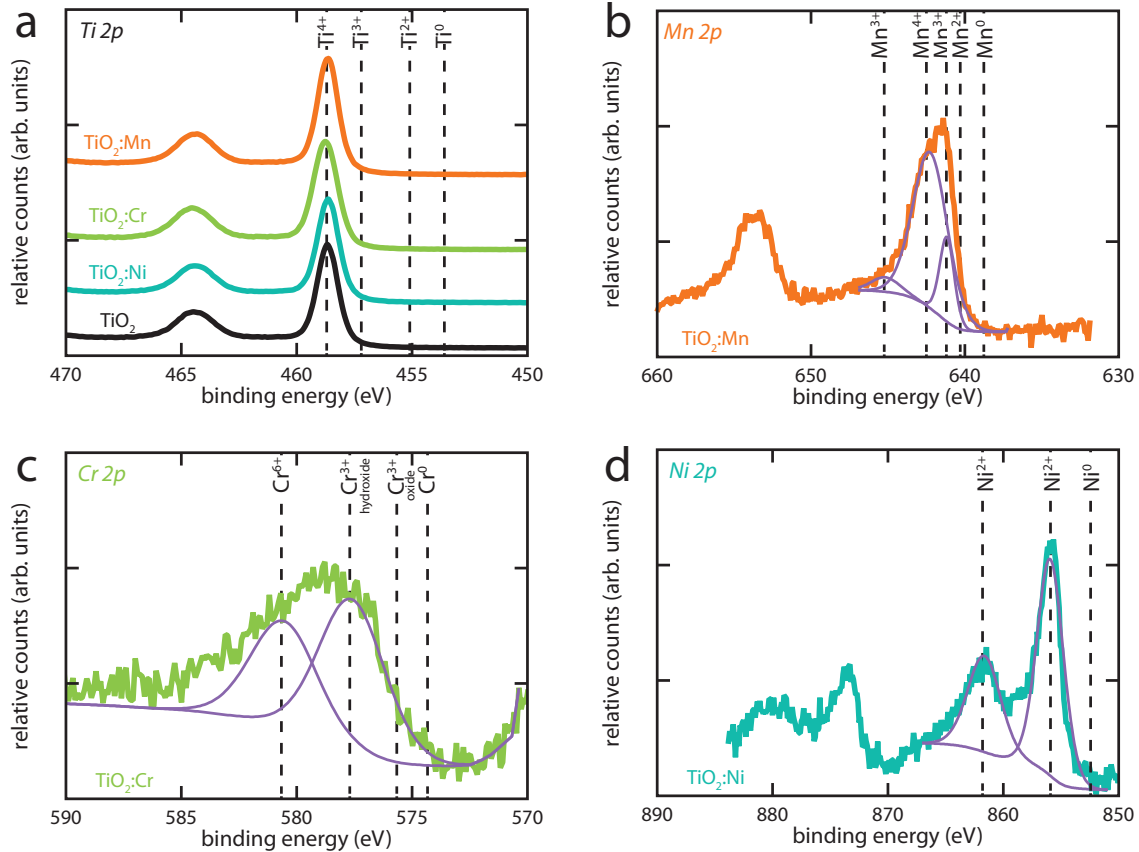 a
Ti 2p
Ti⁴⁺
Ti³⁺
Ti²⁺
Ti⁰
TiO₂:Mn
TiO₂:Cr
TiO₂:Ni
TiO₂
relative counts (arb. units)
470 465 460 455 450
binding energy (eV)
b
Mn 2p
Mn³⁺
Mn⁴⁺
Mn³⁺
Mn²⁺
Mn⁰
TiO₂:Mn
relative counts (arb. units)
660 650 640 630
binding energy (eV)
c
Cr 2p
Cr⁶⁺
Cr³⁺
hydroxide
Cr³⁺
oxide
Cr⁰
TiO₂:Cr
relative counts (arb. units)
590 585 580 575 570
binding energy (eV)
d
Ni 2p
Ni²⁺
Ni²⁺
Ni⁰
TiO₂:Ni
relative counts (arb. units)
890 880 870 860 850
binding energy (eV)